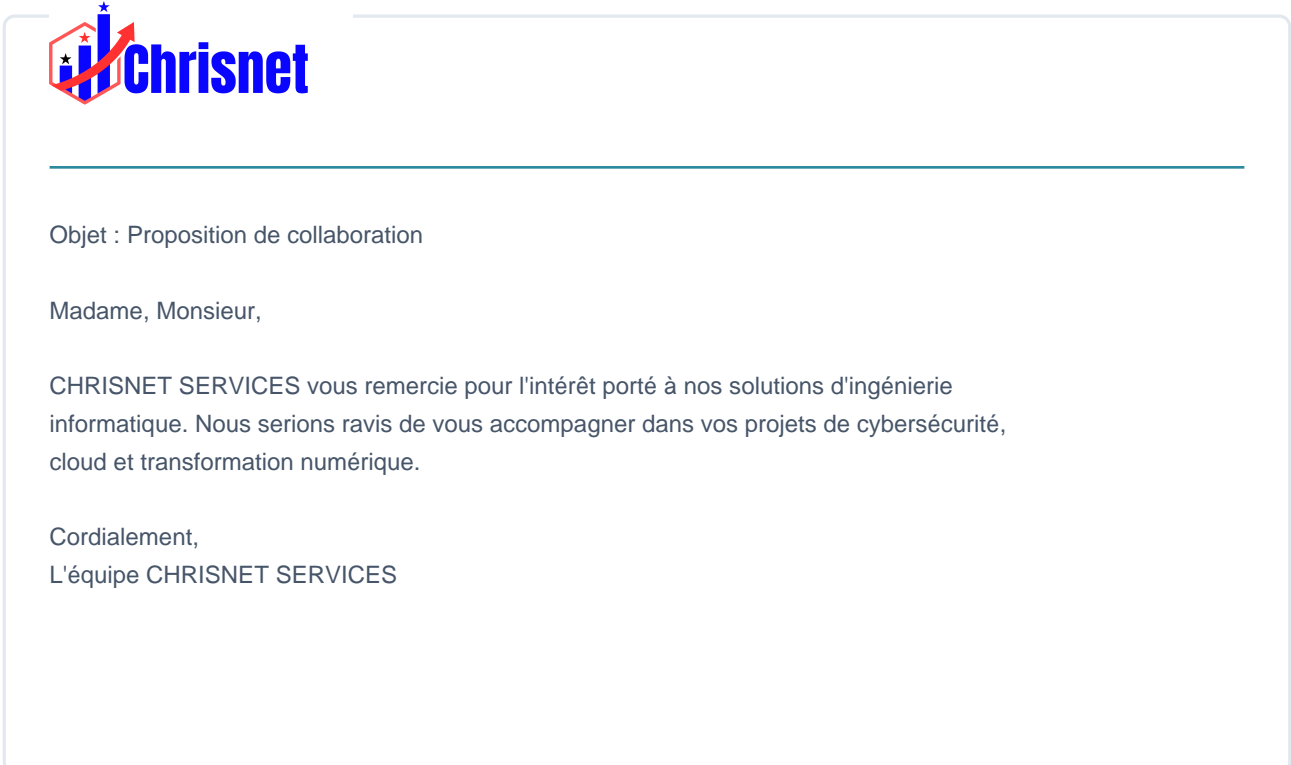 Chrisnet
Objet : Proposition de collaboration
Madame, Monsieur,
CHRISNET SERVICES vous remercie pour l'intérêt porté à nos solutions d'ingénierie
informatique. Nous serions ravis de vous accompagner dans vos projets de cybersécurité,
cloud et transformation numérique.
Cordialement,
L'équipe CHRISNET SERVICES